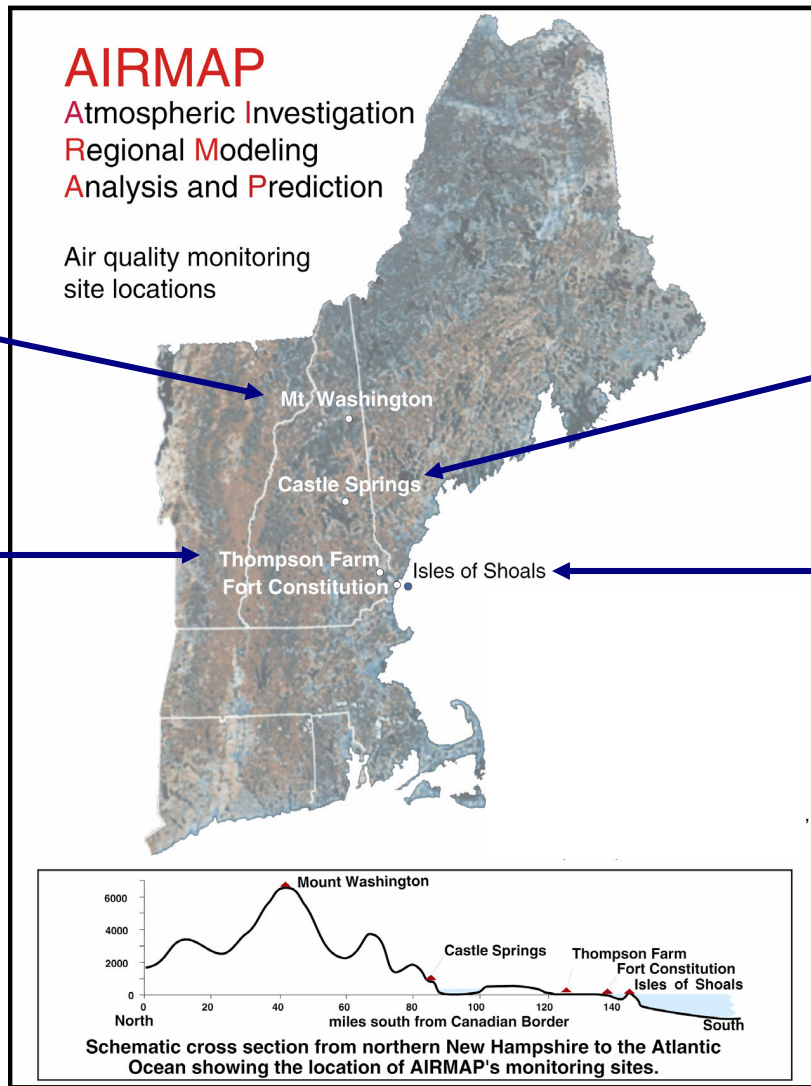 AIRMAP
Atmospheric Investigation
Regional Modeling
Analysis and Prediction
Air quality monitoring
site locations
Mt. Washington
Castle Springs
Thompson Farm
Fort Constitution
Isles of Shoals
,
Mount Washington
6000
4000
2000
0
Castle Springs
Thompson Farm
Fort Constitution
Isles of Shoals
0 20 40 60 80 100 120 140
North miles south from Canadian Border South
Schematic cross section from northern New Hampshire to the Atlantic
Ocean showing the location of AIRMAP's monitoring sites.